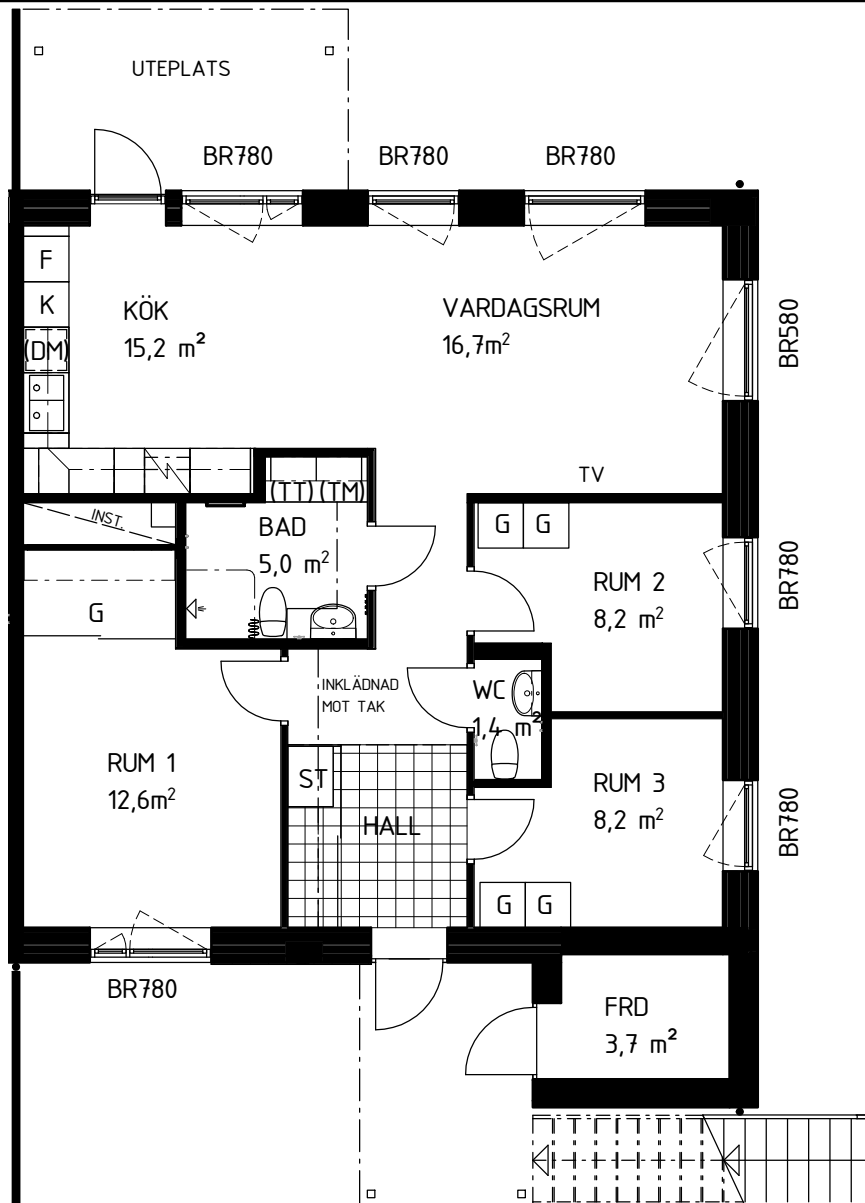 UTEPLATS
BR780
BR780
BR780
F
K
(DM)
KÖK
15,2 m²
VARDAGSRUM
16,7m²
BR580
TV
INST.
(TT)
(TM)
BAD
5,0 m²
G
G
G
RUM 2
8,2 m²
BR780
INKLÄDNAD
MOT TAK
WC
1,4 m²
RUM 1
12,6m²
ST
HALL
RUM 3
8,2 m²
BR780
G
G
BR780
FRD
3,7 m²